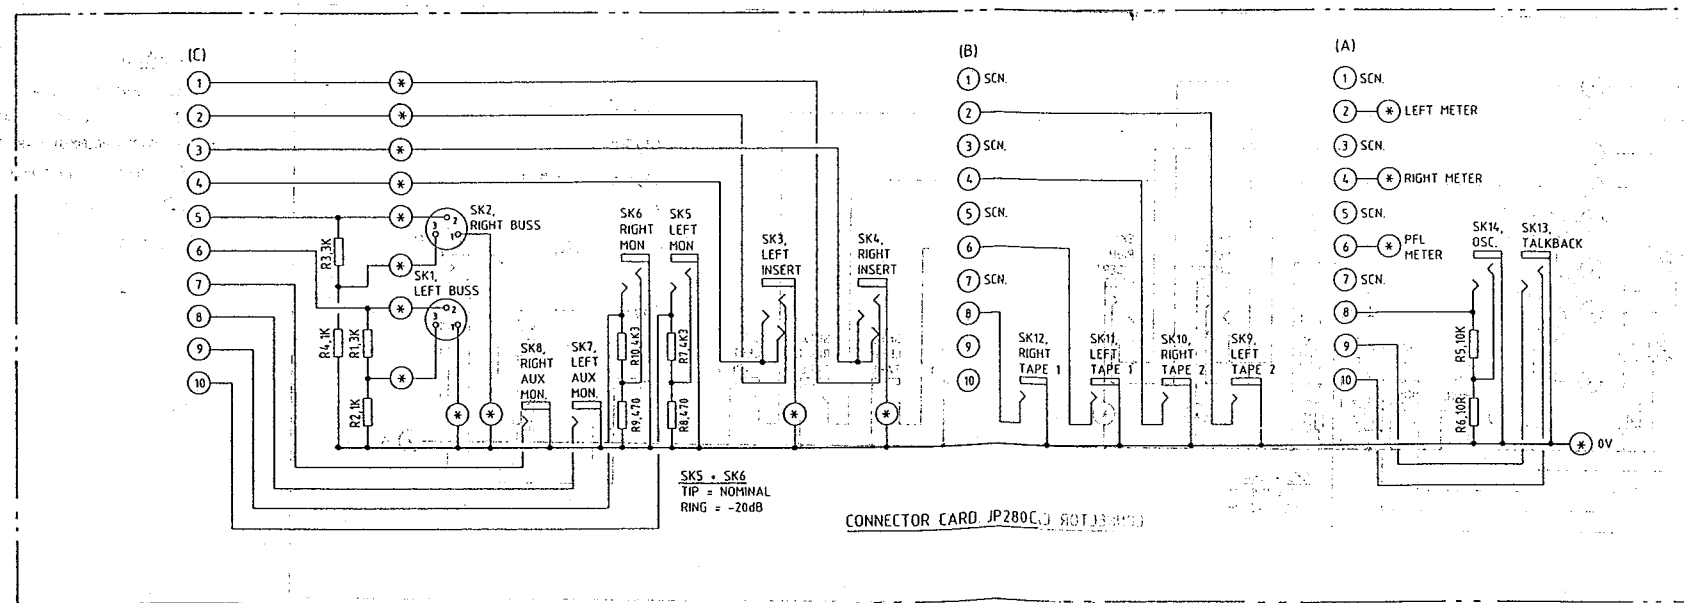 (C)
1 *
2 *
3 *
4 *
5 *
6
7
8
9
10
R3,3K
R4,1K
R1,3K
R2,1K
*
*
*
SK2,
RIGHT BUSS
3 2 1
SK1,
LEFT BUSS
3 2 1
* *
SK8,
RIGHT
AUX
MON.
SK7,
LEFT
AUX
MON.
SK6
RIGHT
MON
SK5
LEFT
MON
R10,4K3
R7,4K3
R9,470
R8,470
SK3,
LEFT
INSERT
*
SK4,
RIGHT
INSERT
*
SK5 + SK6
TIP = NOMINAL
RING = -20dB
(B)
1 SCN.
2
3 SCN.
4
5 SCN.
6
7 SCN.
8
9
10
SK12,
RIGHT
TAPE 1
SK11,
LEFT
TAPE 1
SK10,
RIGHT
TAPE 2
SK9,
LEFT
TAPE 2
(A)
1 SCN.
2 * LEFT METER
3 SCN.
4 * RIGHT METER
5 SCN.
6 * PFL
METER
7 SCN.
8
9
10
SK14,
OSC.
SK13,
TALKBACK
R5,10K
R6,10R
* 0V
CONNECTOR CARD. JP280C